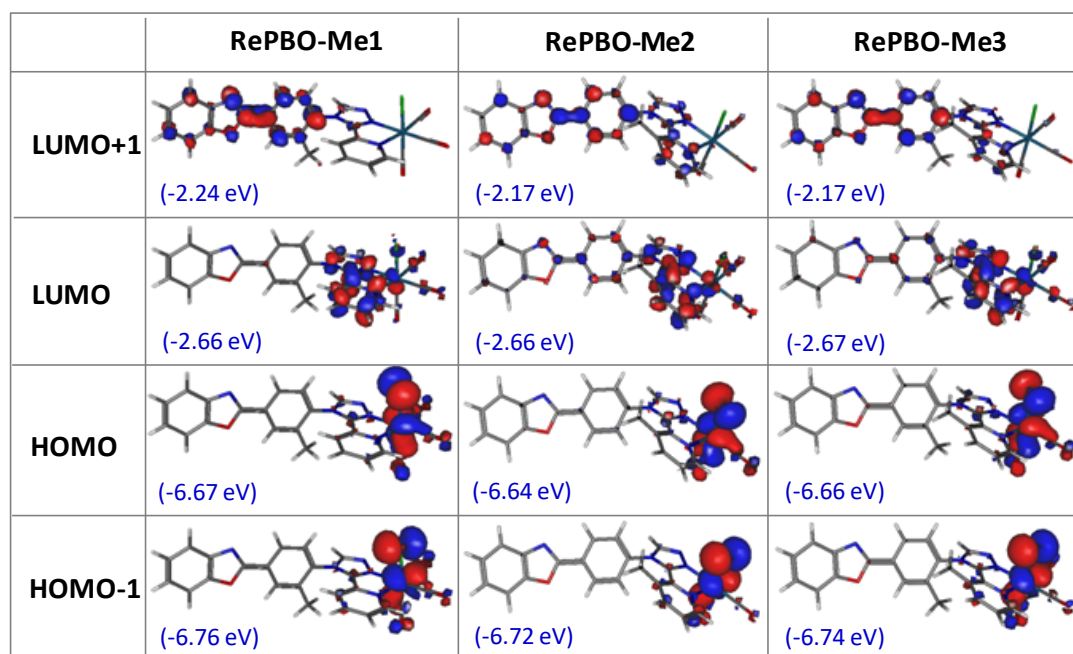 RePBO-Me1 RePBO-Me2 RePBO-Me3
LUMO+1
(-2.24 eV) (-2.17 eV) (-2.17 eV)
LUMO
(-2.66 eV) (-2.66 eV) (-2.67 eV)
HOMO
(-6.67 eV) (-6.64 eV) (-6.66 eV)
HOMO-1
(-6.76 eV) (-6.72 eV) (-6.74 eV)